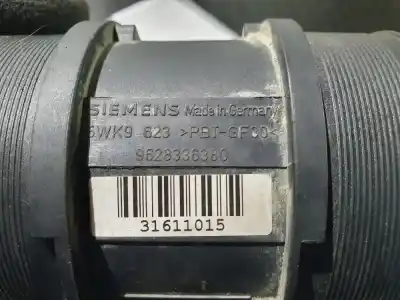 SIEMENS Made in Germany
5WK9 623 >PBT-GF30<
9628336380
31611015